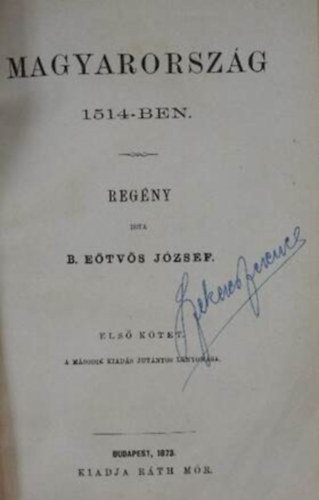 MAGYARORSZÁG
1514-BEN.
REGÉNY
IRTA
B. EÖTVÖS JÓZSEF.
ELSŐ KÖTET.
A MÁSODIK KIADÁS JUTÁNYOS LENYOMATA.
BUDAPEST, 1873.
KIADJA RÁTH MÓR.